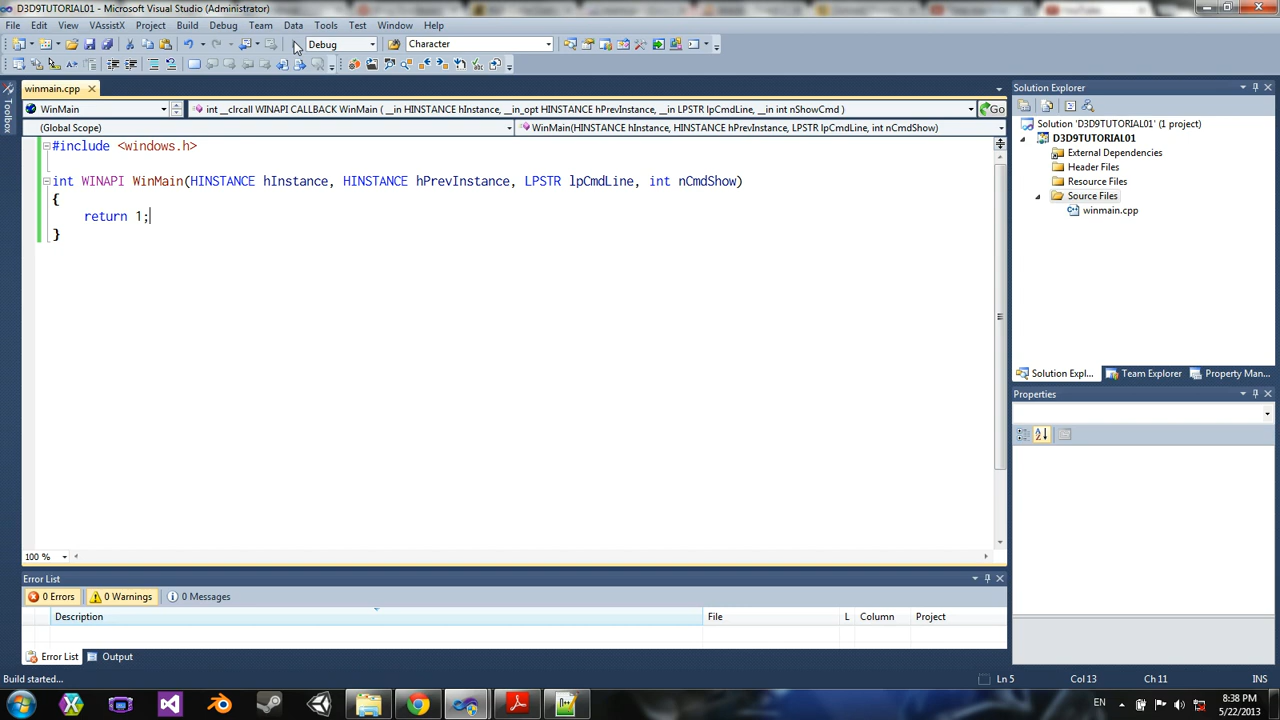 D3D9TUTORIAL01 - Microsoft Visual Studio (Administrator)
File Edit View VAssistX Project Build Debug Team Data Tools Test Window Help
Debug Character
winmain.cpp
WinMain int __clrcall WINAPI CALLBACK WinMain ( __in HINSTANCE hInstance, __in_opt HINSTANCE hPrevInstance, __in LPSTR lpCmdLine, __in int nShowCmd ) Go
(Global Scope) WinMain(HINSTANCE hInstance, HINSTANCE hPrevInstance, LPSTR lpCmdLine, int nCmdShow)
#include <windows.h>
int WINAPI WinMain(HINSTANCE hInstance, HINSTANCE hPrevInstance, LPSTR lpCmdLine, int nCmdShow)
{
return 1;
}
100 %
Toolbox
Solution Explorer
Solution 'D3D9TUTORIAL01' (1 project)
D3D9TUTORIAL01
External Dependencies
Header Files
Resource Files
Source Files
winmain.cpp
Solution Expl... Team Explorer Property Man...
Properties
Error List
0 Errors 0 Warnings 0 Messages
Description File L Column Project
Error List Output
Build started... Ln 5 Col 13 Ch 11 INS
EN 8:38 PM
5/22/2013